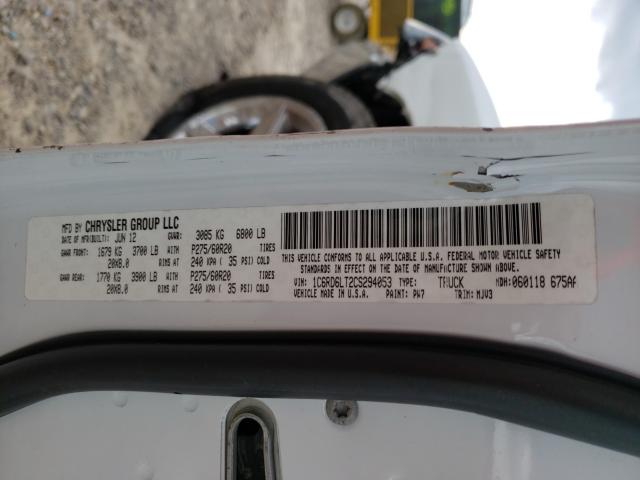 MFD BY CHRYSLER GROUP LLC
DATE OF MFR(BUILT): JUN 12 GVWR: 3085 KG 6800 LB
GAWR FRONT: 1679 KG 3700 LB WITH P275/60R20 TIRES
20X8.0 RIMS AT 240 KPA ( 35 PSI) COLD
GAWR REAR: 1770 KG 3900 LB WITH P275/60R20 TIRES
20X8.0 RIMS AT 240 KPA ( 35 PSI) COLD
THIS VEHICLE CONFORMS TO ALL APPLICABLE U.S.A. FEDERAL MOTOR VEHICLE SAFETY
STANDARDS IN EFFECT ON THE DATE OF MANUFACTURE SHOWN ABOVE.
VIN: 1C6RD6LT2CS294053 TYPE: TRUCK MDH: 060118 675AA
VEHICLE MADE IN U.S.A. PAINT: PW7 TRIM: MJV3